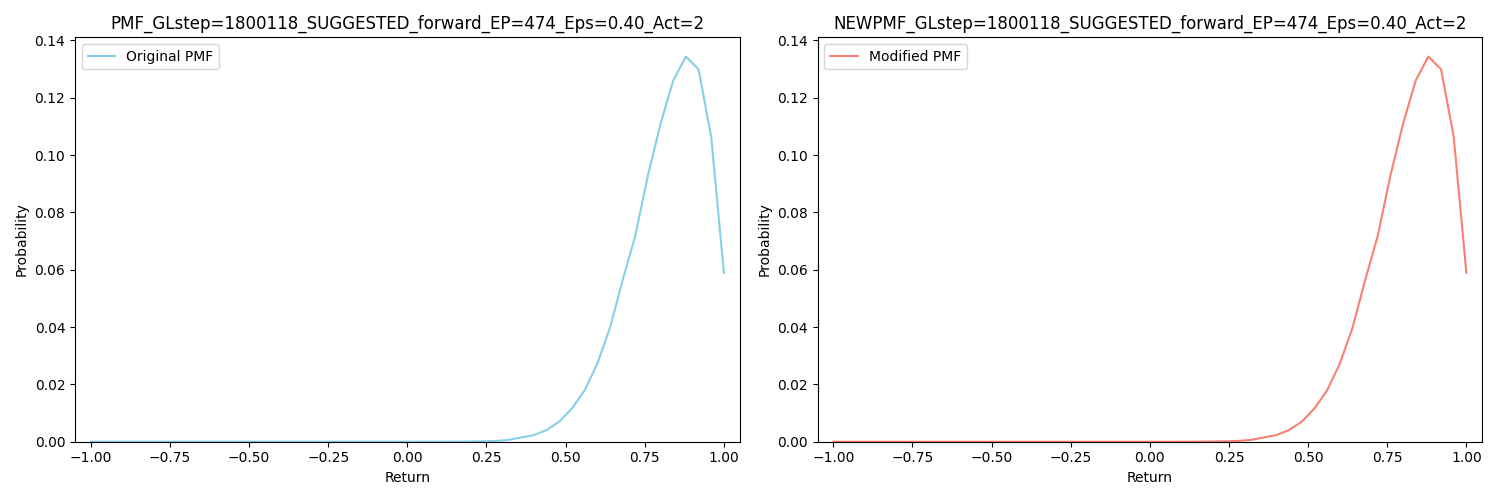 PMF_GLstep=1800118_SUGGESTED_forward_EP=474_Eps=0.40_Act=2
Original PMF
Probability
0.14
0.12
0.10
0.08
0.06
0.04
0.02
0.00
−1.00 −0.75 −0.50 −0.25 0.00 0.25 0.50 0.75 1.00
Return
NEWPMF_GLstep=1800118_SUGGESTED_forward_EP=474_Eps=0.40_Act=2
Modified PMF
Probability
0.14
0.12
0.10
0.08
0.06
0.04
0.02
0.00
−1.00 −0.75 −0.50 −0.25 0.00 0.25 0.50 0.75 1.00
Return